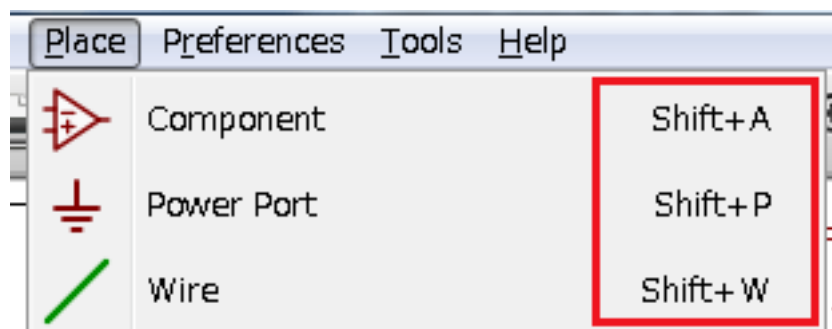 Place Preferences Tools Help
Component Shift+A
Power Port Shift+P
Wire Shift+W